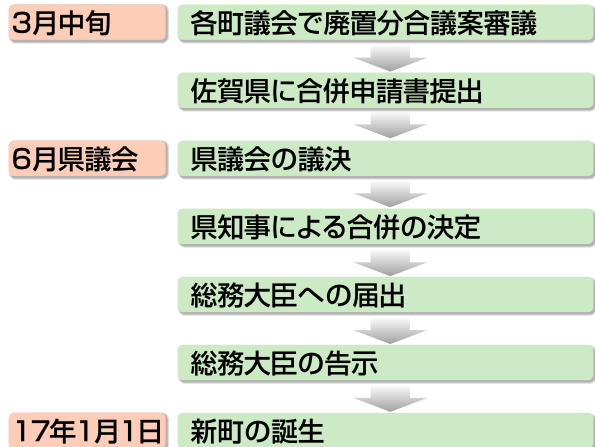 3月中旬
各町議会で廃置分合議案審議
佐賀県に合併申請書提出
6月県議会
県議会の議決
県知事による合併の決定
総務大臣への届出
総務大臣の告示
17年1月1日
新町の誕生